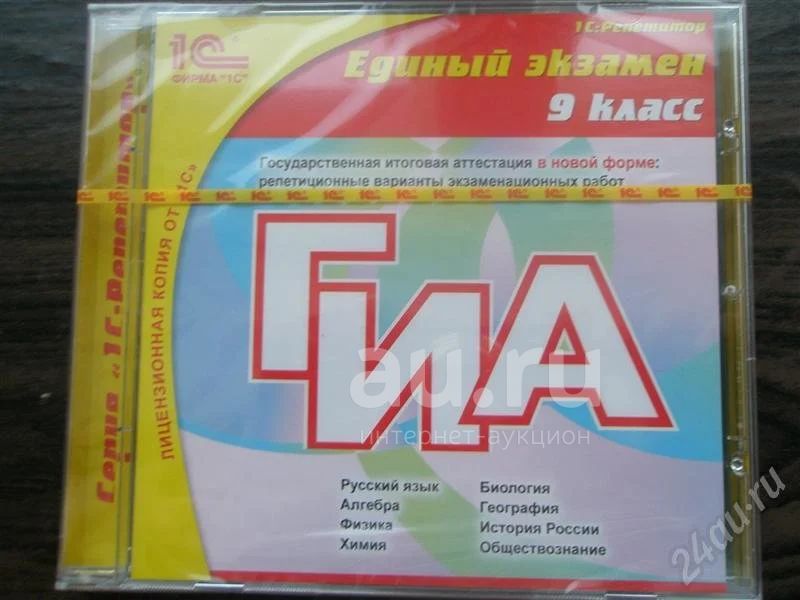 1С:Репетитор
1С
ФИРМА "1С"
Единый экзамен
9 класс
Государственная итоговая аттестация в новой форме:
репетиционные варианты экзаменационных работ
ГИА
Русский язык
Алгебра
Физика
Химия
Биология
География
История России
Обществознание
ЛИЦЕНЗИОННАЯ КОПИЯ ОТ «1С»
Серия «1С:Репетитор»
au.ru
интернет-аукцион
24au.ru